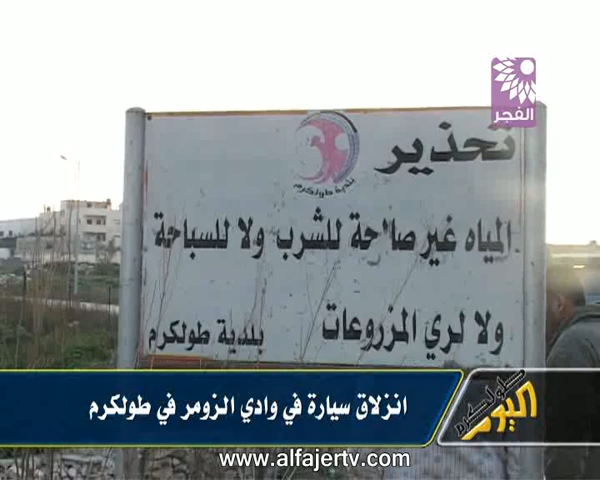 الفجر
تحذير
بلدية طولكرم
المياه غير صالحة للشرب ولا للسباحة
ولا لري المزروعات
بلدية طولكرم
انزلاق سيارة في وادي الزومر في طولكرم
طولكرم
اليوم
www.alfajertv.com